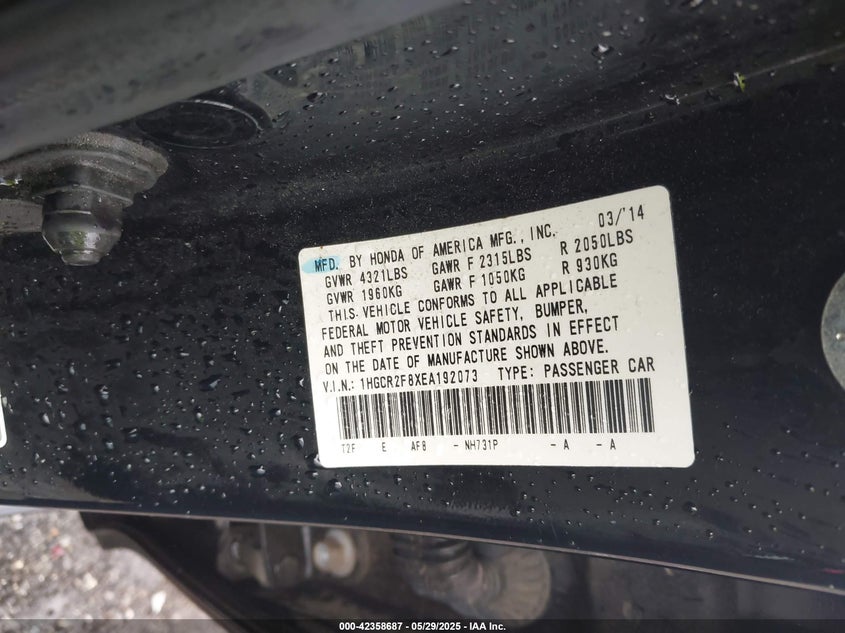 03/'14
MFD. BY HONDA OF AMERICA MFG., INC.
GVWR 4321LBS GAWR F 2315LBS R 2050LBS
GVWR 1960KG GAWR F 1050KG R 930KG
THIS VEHICLE CONFORMS TO ALL APPLICABLE
FEDERAL MOTOR VEHICLE SAFETY, BUMPER,
AND THEFT PREVENTION STANDARDS IN EFFECT
ON THE DATE OF MANUFACTURE SHOWN ABOVE.
V.I.N.: 1HGCR2F8XEA192073 TYPE: PASSENGER CAR
T2F E AF8 - NH731P - A - A
000-42358687 - 05/29/2025 - IAA Inc.